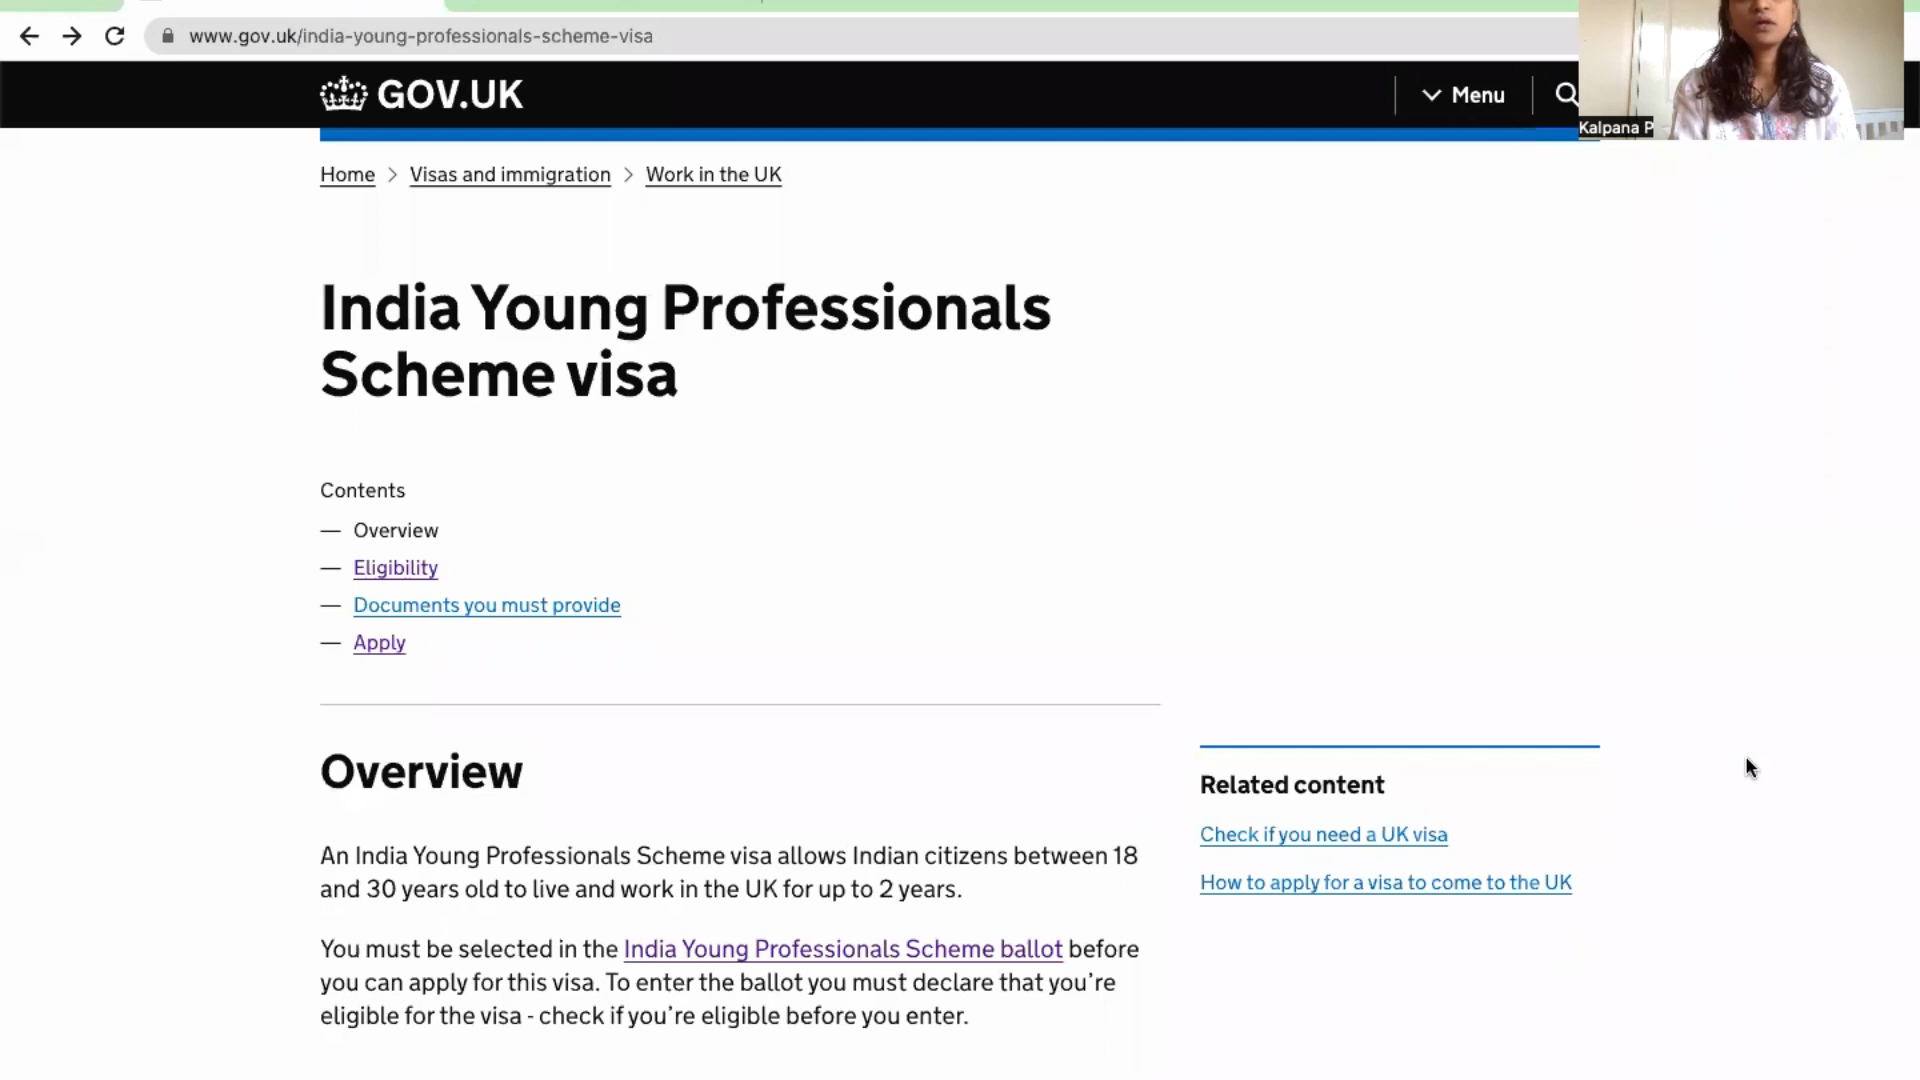 www.gov.uk/india-young-professionals-scheme-visa
GOV.UK
Menu
Kalpana P
Home > Visas and immigration > Work in the UK
India Young Professionals
Scheme visa
Contents
— Overview
— Eligibility
— Documents you must provide
— Apply
Overview
An India Young Professionals Scheme visa allows Indian citizens between 18
and 30 years old to live and work in the UK for up to 2 years.
You must be selected in the India Young Professionals Scheme ballot before
you can apply for this visa. To enter the ballot you must declare that you’re
eligible for the visa - check if you’re eligible before you enter.
Related content
Check if you need a UK visa
How to apply for a visa to come to the UK